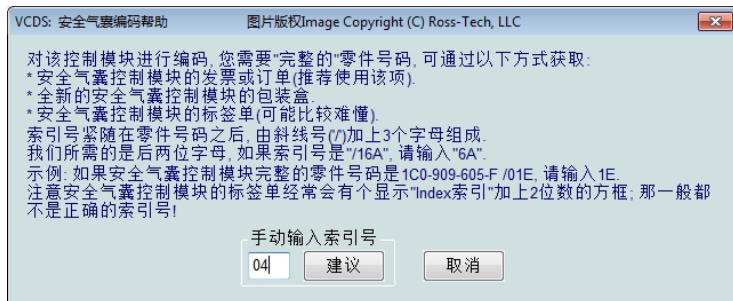 VCDS: 安全气囊编码帮助 图片版权Image Copyright (C) Ross-Tech, LLC
对该控制模块进行编码, 您需要"完整的"零件号码, 可通过以下方式获取:
* 安全气囊控制模块的发票或订单(推荐使用该项).
* 全新的安全气囊控制模块的包装盒.
* 安全气囊控制模块的标签单(可能比较难懂).
索引号紧随在零件号码之后, 由斜线号('/')加上3个字母组成.
我们所需的是后两位字母, 如果索引号是"/16A", 请输入"6A".
示例: 如果安全气囊控制模块完整的零件号码是1C0-909-605-F /01E, 请输入1E.
注意安全气囊控制模块的标签单经常会有个显示"Index索引"加上2位数的方框; 那一般都
不是正确的索引号!
手动输入索引号
04 建议 取消